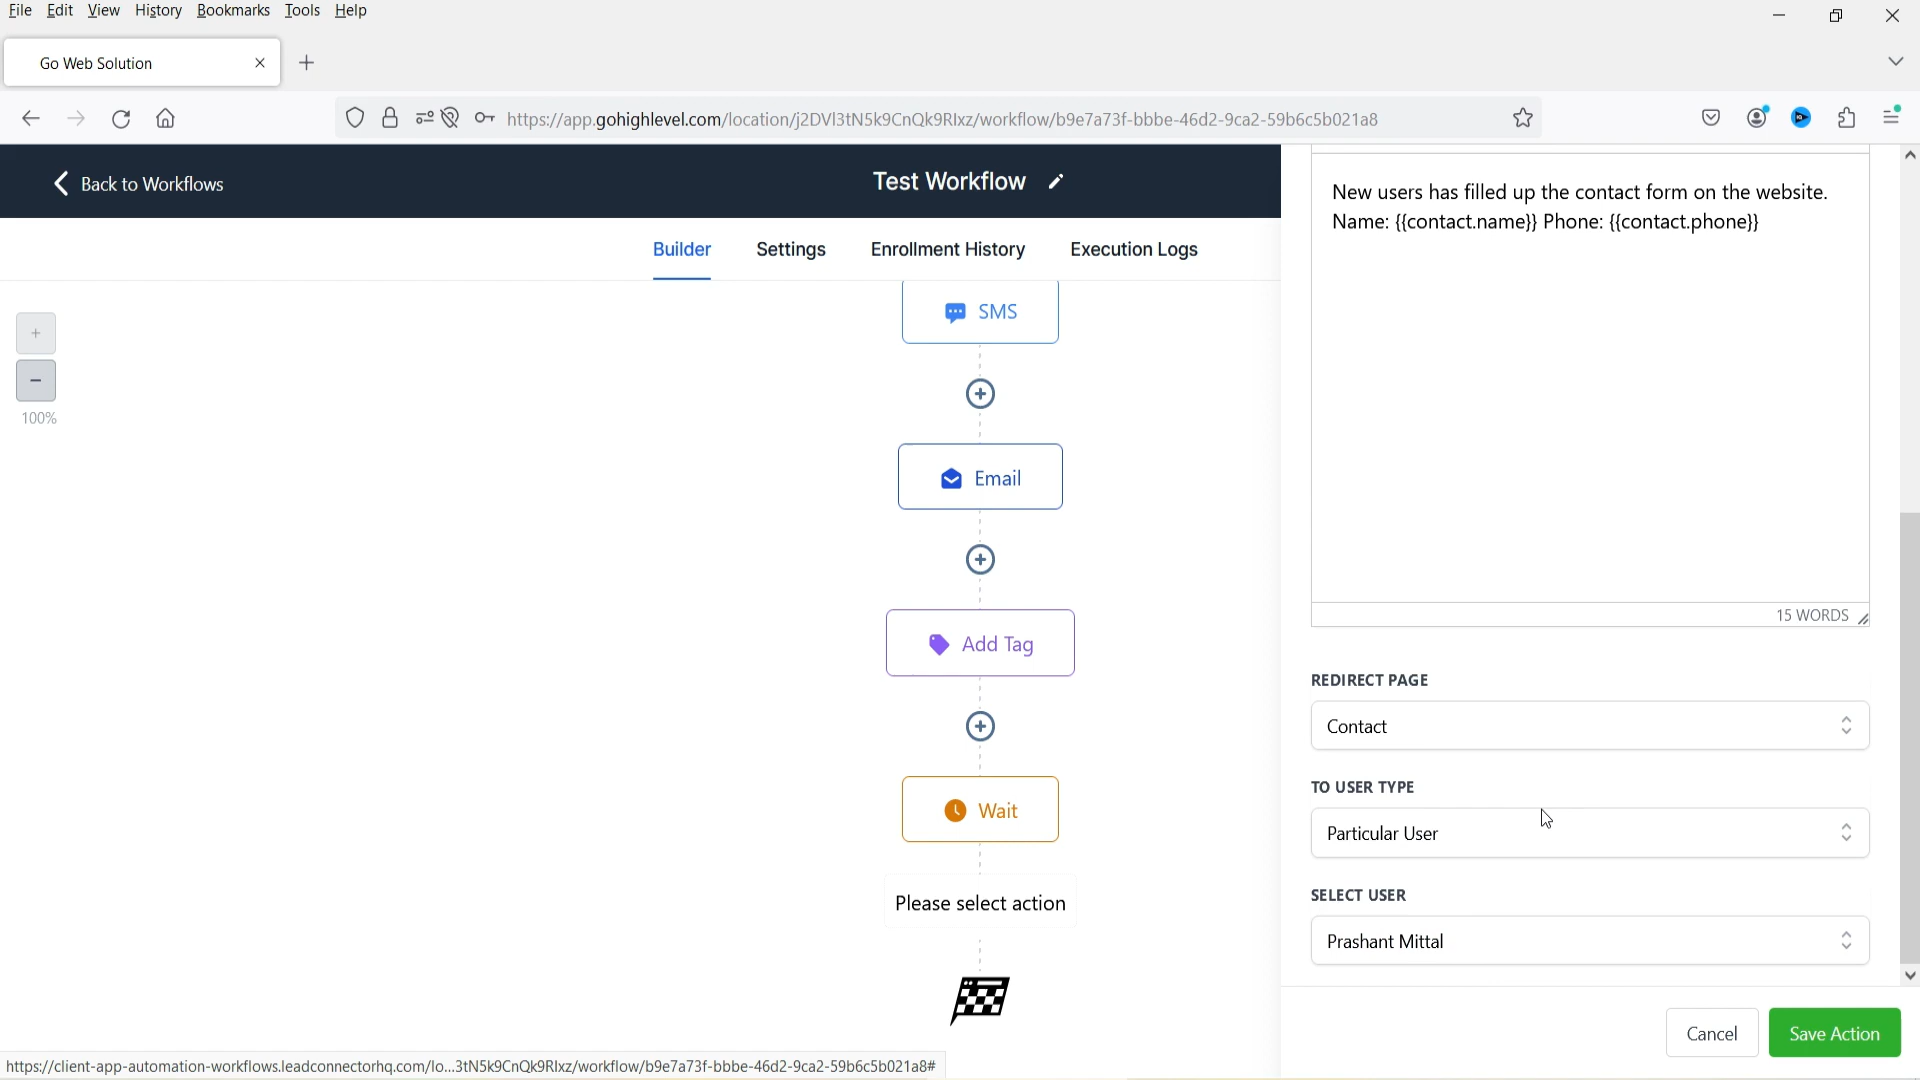 File Edit View History Bookmarks Tools Help
Go Web Solution
https://app.gohighlevel.com/location/j2DVl3tN5k9CnQk9RIxz/workflow/b9e7a73f-bbbe-46d2-9ca2-59b6c5b021a8
Back to Workflows
Test Workflow
Builder Settings Enrollment History Execution Logs
+
−
100%
SMS
Email
Add Tag
Wait
Please select action
New users has filled up the contact form on the website.
Name: {{contact.name}} Phone: {{contact.phone}}
15 WORDS
REDIRECT PAGE
Contact
TO USER TYPE
Particular User
SELECT USER
Prashant Mittal
Cancel Save Action
https://client-app-automation-workflows.leadconnectorhq.com/lo...3tN5k9CnQk9RIxz/workflow/b9e7a73f-bbbe-46d2-9ca2-59b6c5b021a8#